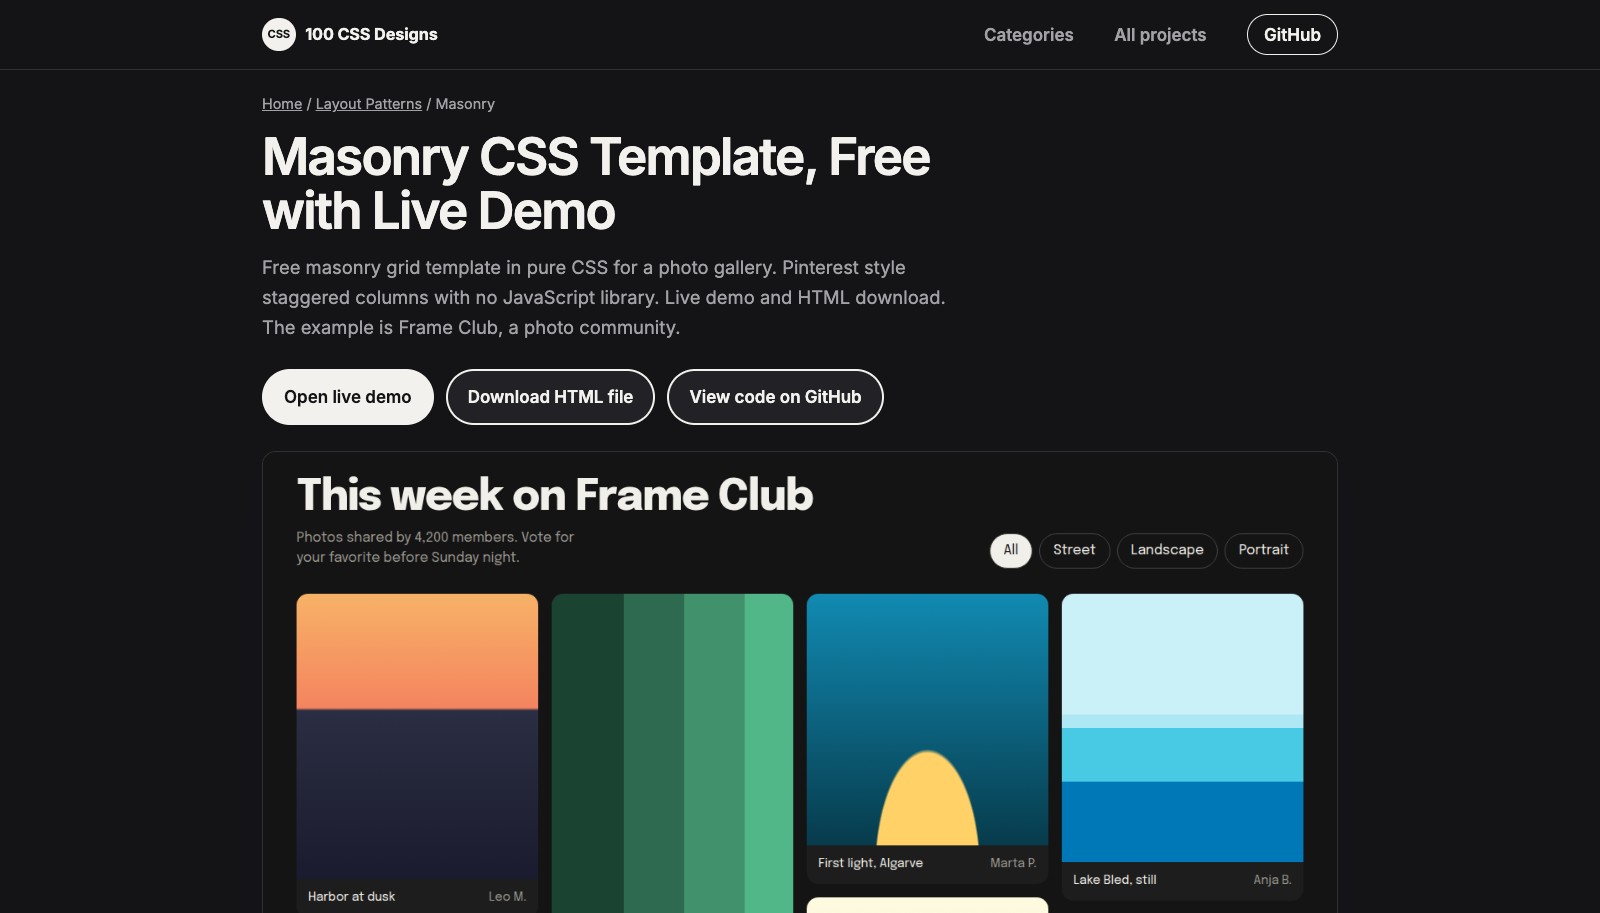 CSS 100 CSS Designs
Categories All projects GitHub
Home / Layout Patterns / Masonry
Masonry CSS Template, Free
with Live Demo
Free masonry grid template in pure CSS for a photo gallery. Pinterest style
staggered columns with no JavaScript library. Live demo and HTML download.
The example is Frame Club, a photo community.
Open live demo Download HTML file View code on GitHub
This week on Frame Club
Photos shared by 4,200 members. Vote for
your favorite before Sunday night.
All Street Landscape Portrait
First light, Algarve Marta P.
Lake Bled, still Anja B.
Harbor at dusk Leo M.